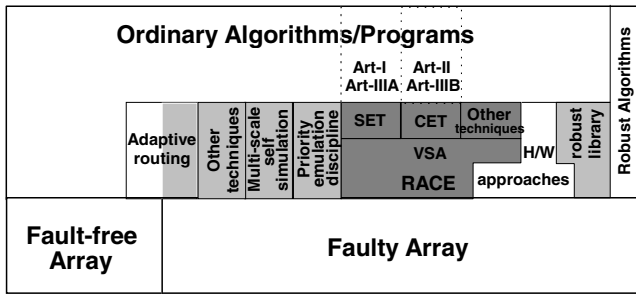 Ordinary Algorithms/Programs
Art-I
Art-IIIA
Art-II
Art-IIIB
Adaptive
routing
Other
techniques
Multi-scale
self
simulation
Priority
emulation
discipline
SET
CET
Other
techniques
VSA
RACE
H/W
approaches
robust
library
Robust Algorithms
Fault-free
Array
Faulty Array